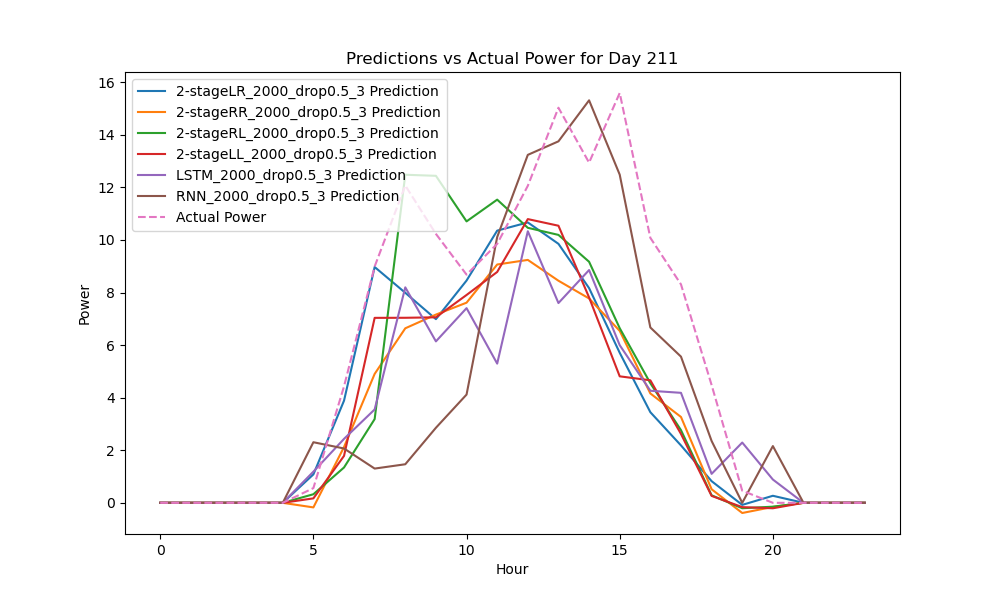 Predictions vs Actual Power for Day 211
16
14
12
10
8
6
4
2
0
Power
2-stageLR_2000_drop0.5_3 Prediction
2-stageRR_2000_drop0.5_3 Prediction
2-stageRL_2000_drop0.5_3 Prediction
2-stageLL_2000_drop0.5_3 Prediction
LSTM_2000_drop0.5_3 Prediction
RNN_2000_drop0.5_3 Prediction
Actual Power
0 5 10 15 20
Hour